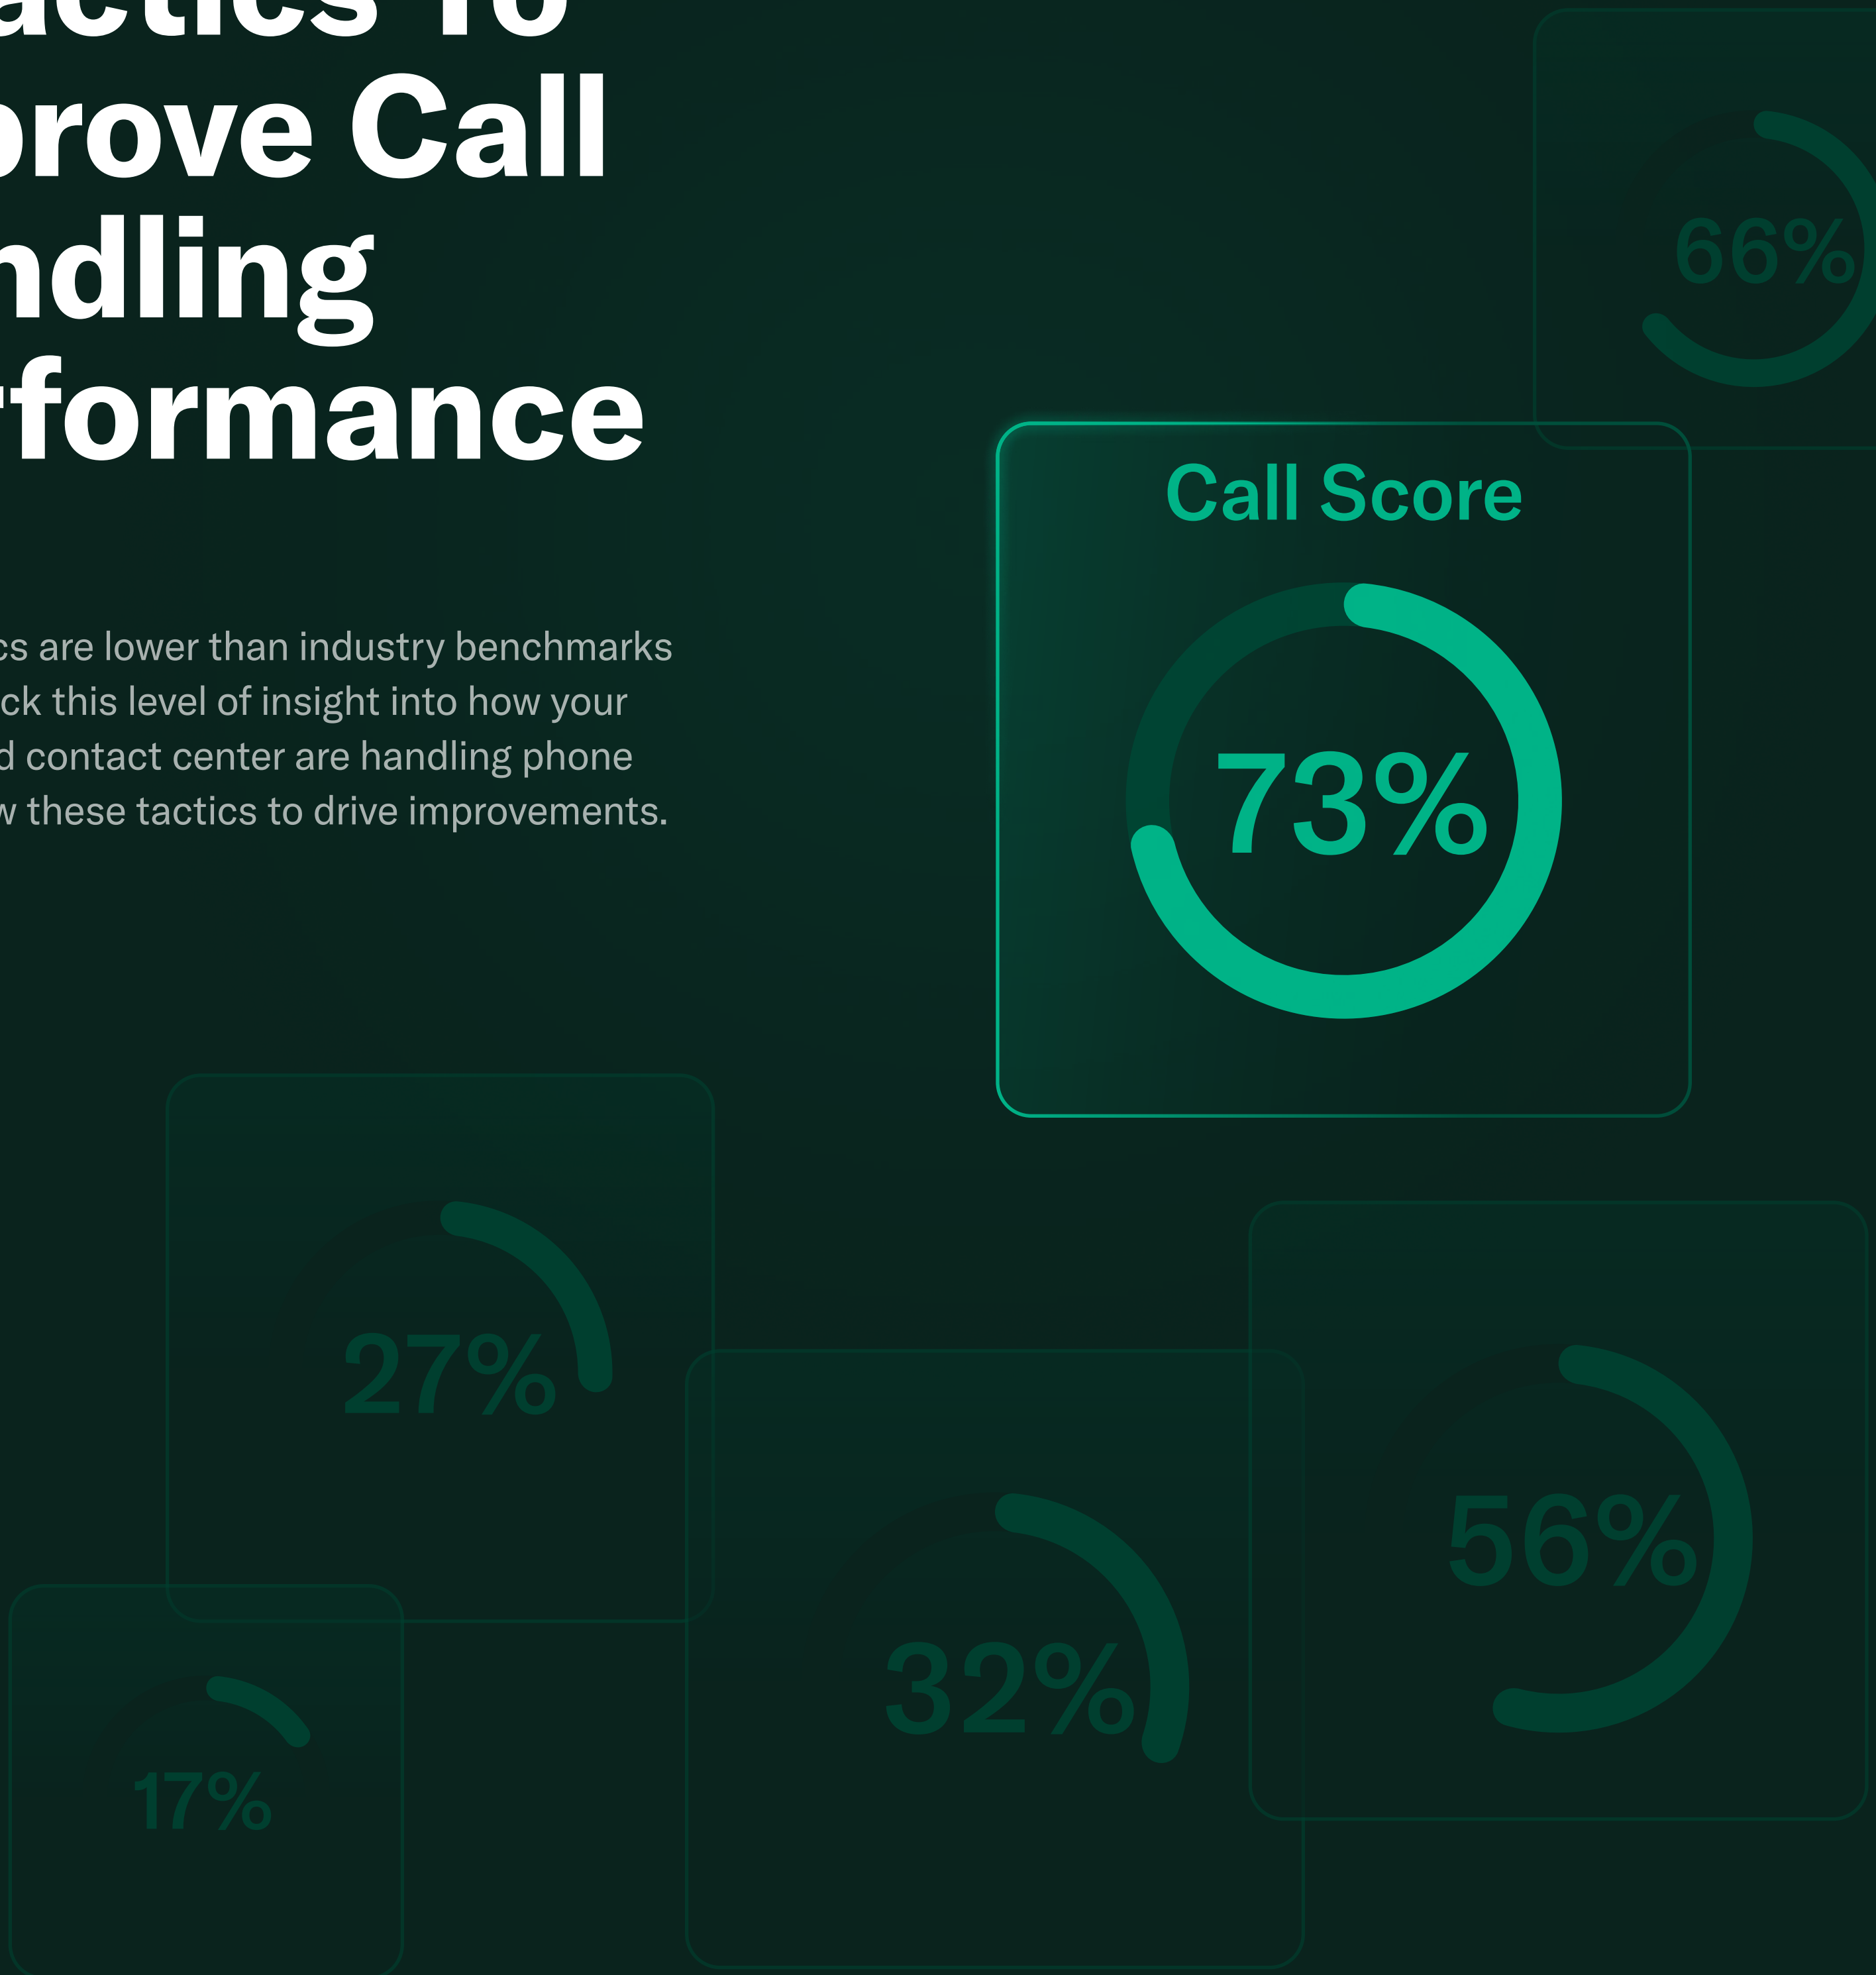 actics To
prove Call
ndling
formance
cs are lower than industry benchmarks
ck this level of insight into how your
d contact center are handling phone
w these tactics to drive improvements.
66%
Call Score
73%
27%
56%
32%
17%